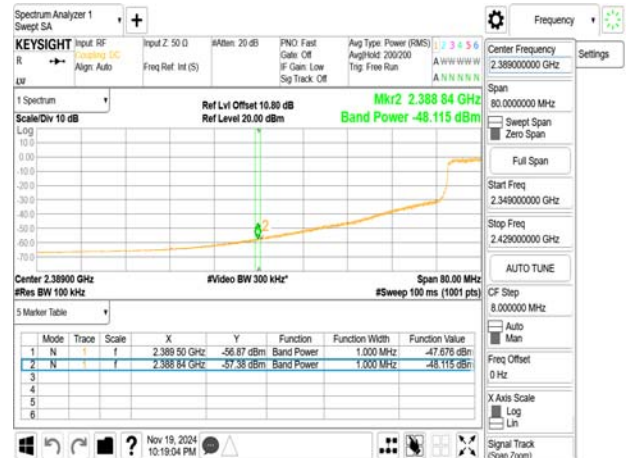 Spectrum Analyzer 1
Swept SA
+
Frequency
KEYSIGHT
R
LVI
Input: RF
Coupling: DC
Align: Auto
Input Z: 50 Ω
Freq Ref: Int (S)
#Atten: 20 dB
PNO: Fast
Gate: Off
IF Gain: Low
Sig Track: Off
Avg Type: Power (RMS)
Avg|Hold: 200/200
Trig: Free Run
1 2 3 4 5 6
A W W W W W
A N N N N N
1 Spectrum
Scale/Div 10 dB
Ref Lvl Offset 10.80 dB
Ref Level 20.00 dBm
Mkr2 2.388 84 GHz
Band Power -48.115 dBm
Log
10.0
0.00
-10.0
-20.0
-30.0
-40.0
-50.0
-60.0
-70.0
2
Center 2.38900 GHz
#Res BW 100 kHz
#Video BW 300 kHz*
Span 80.00 MHz
#Sweep 100 ms (1001 pts)
5 Marker Table
Mode Trace Scale X Y Function Function Width Function Value
1 N 1 f 2.389 50 GHz -56.87 dBm Band Power 1.000 MHz -47.676 dBm
2 N 1 f 2.388 84 GHz -57.38 dBm Band Power 1.000 MHz -48.115 dBm
3
4
5
6
?
Nov 19, 2024
10:19:04 PM
Center Frequency
2.389000000 GHz
Settings
Span
80.0000000 MHz
Swept Span
Zero Span
Full Span
Start Freq
2.349000000 GHz
Stop Freq
2.429000000 GHz
AUTO TUNE
CF Step
8.000000 MHz
Auto
Man
Freq Offset
0 Hz
X Axis Scale
Log
Lin
Signal Track
(Span Zoom)